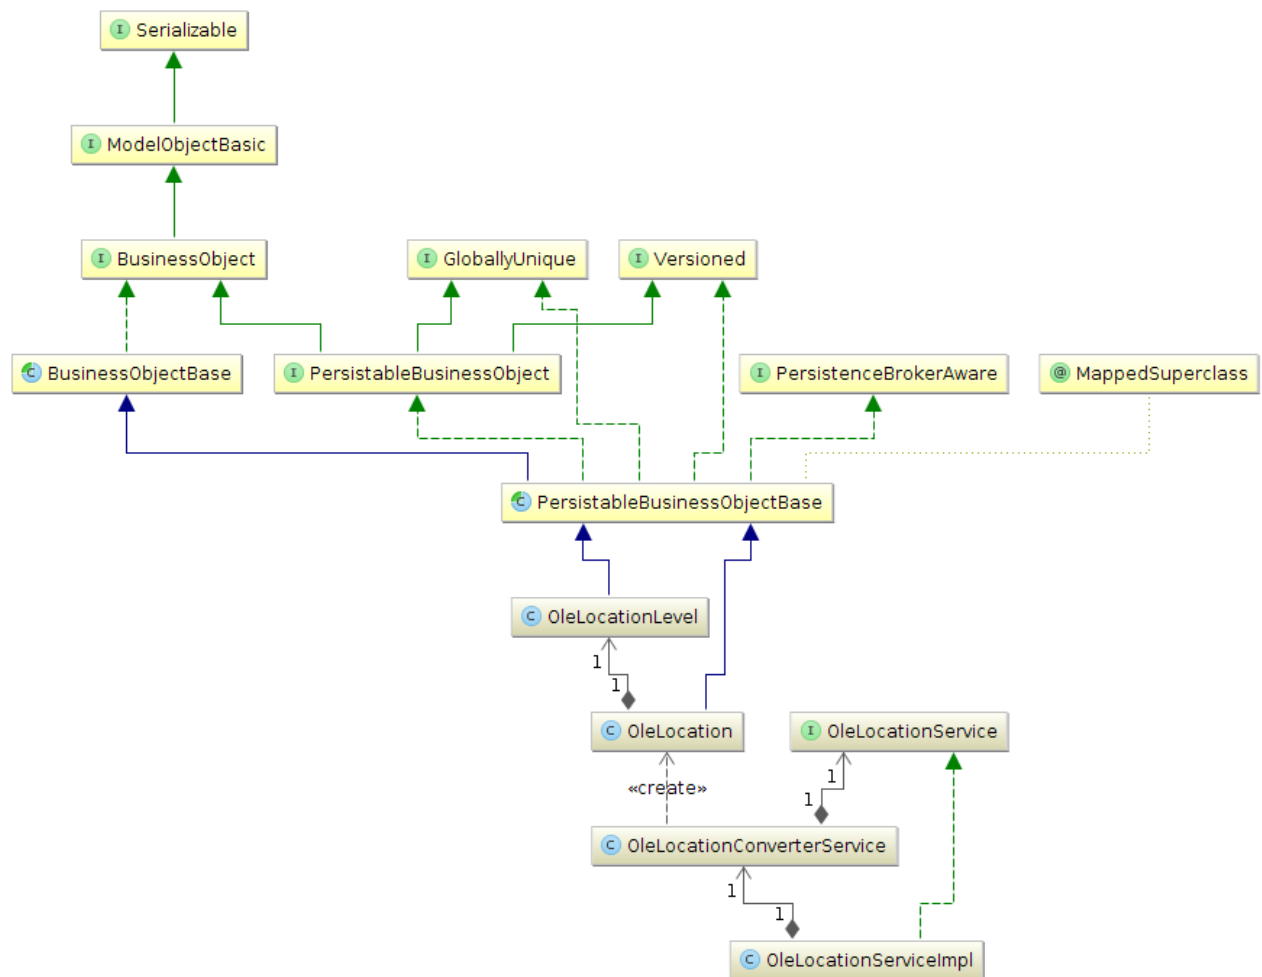 I Serializable
I ModelObjectBasic
I BusinessObject
I GloballyUnique
I Versioned
C BusinessObjectBase
I PersistableBusinessObject
I PersistenceBrokerAware
@ MappedSuperclass
C PersistableBusinessObjectBase
C OleLocationLevel
1
1
C OleLocation
I OleLocationService
1
«create»
1
C OleLocationConverterService
1
1
C OleLocationServiceImpl